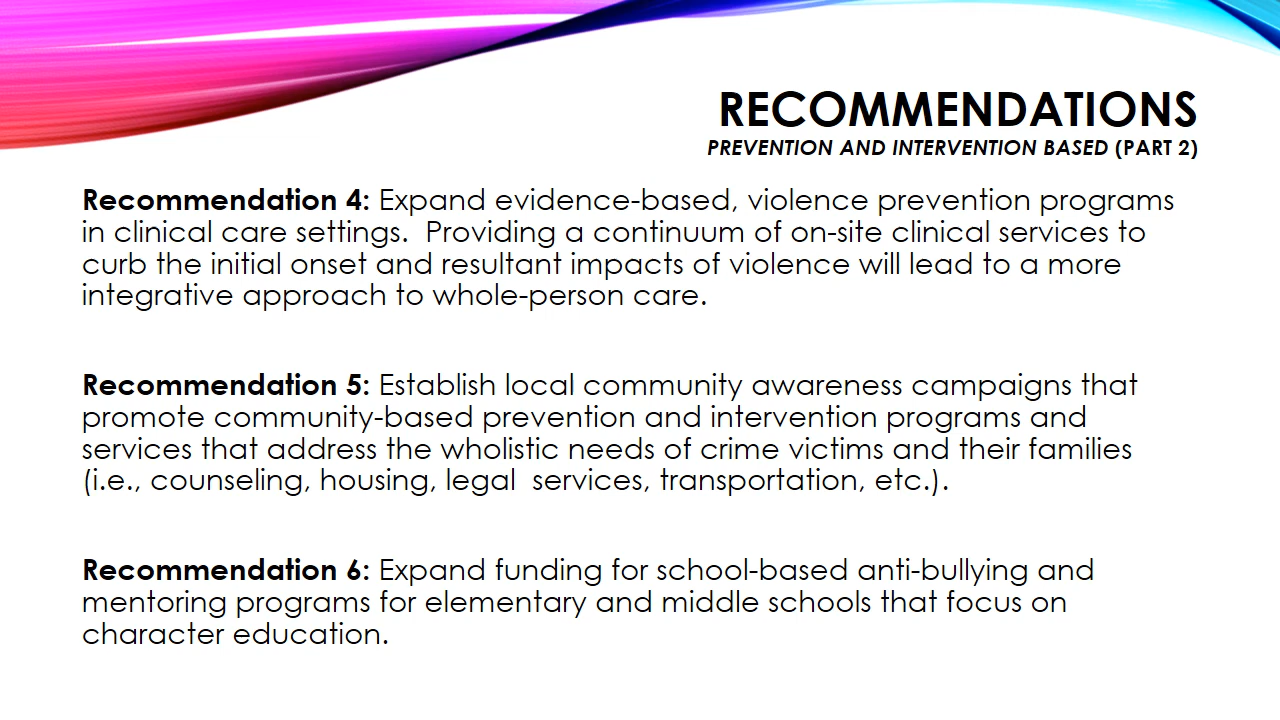 RECOMMENDATIONS
PREVENTION AND INTERVENTION BASED (PART 2)
Recommendation 4: Expand evidence-based, violence prevention programs
in clinical care settings.  Providing a continuum of on-site clinical services to
curb the initial onset and resultant impacts of violence will lead to a more
integrative approach to whole-person care.
Recommendation 5: Establish local community awareness campaigns that
promote community-based prevention and intervention programs and
services that address the wholistic needs of crime victims and their families
(i.e., counseling, housing, legal  services, transportation, etc.).
Recommendation 6: Expand funding for school-based anti-bullying and
mentoring programs for elementary and middle schools that focus on
character education.